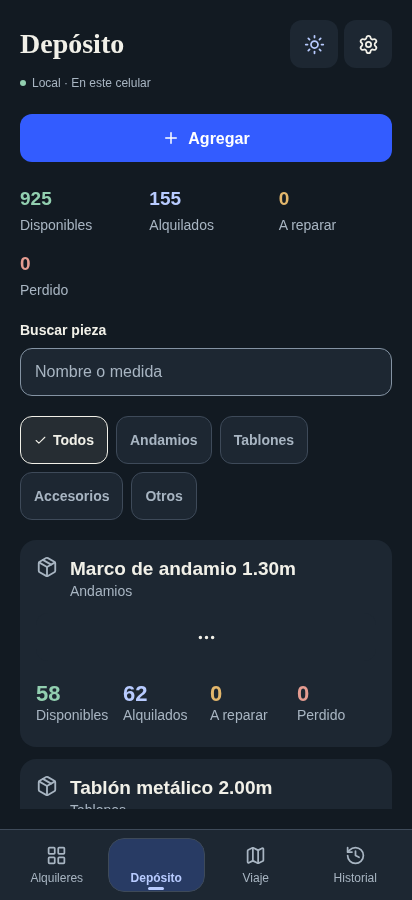 Depósito
Local · En este celular
Agregar
925 155 0
Disponibles Alquilados A reparar
0
Perdido
Buscar pieza
Nombre o medida
Todos Andamios Tablones
Accesorios Otros
Marco de andamio 1.30m
Andamios
...
58 62 0 0
Disponibles Alquilados A reparar Perdido
Tablón metálico 2.00m
Tablones
Alquileres Depósito Viaje Historial